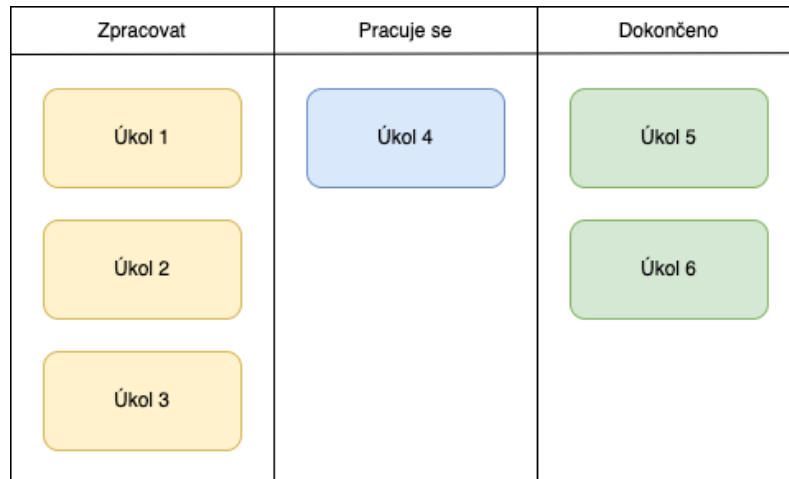 Zpracovat
Pracuje se
Dokončeno
Úkol 1
Úkol 4
Úkol 5
Úkol 2
Úkol 6
Úkol 3